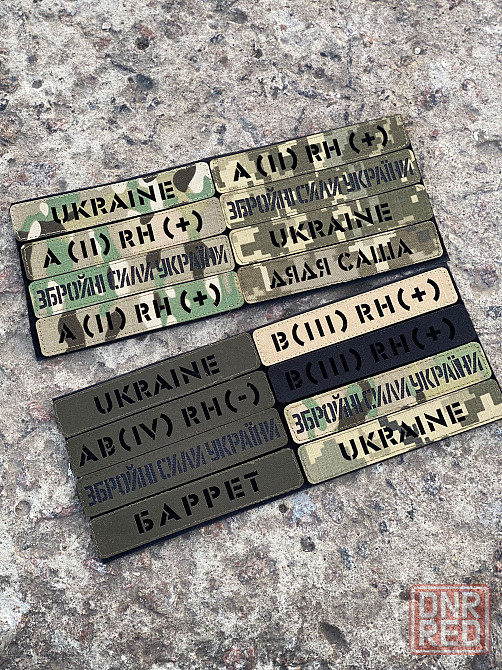 UKRAINE
A (II) RH (+)
ЗБРОЙНІ СИЛИ УКРАЇНИ
A (II) RH (+)
A (II) RH (+)
ЗБРОЙНІ СИЛИ УКРАЇНИ
UKRAINE
ДЯДЯ САША
UKRAINE
AB(IV) RH(-)
ЗБРОЙНІ СИЛИ УКРАЇНИ
БАРРЕТ
B(III) RH(+)
B(III) RH(+)
ЗБРОЙНІ СИЛИ УКРАЇНИ
UKRAINE
DNR
RED